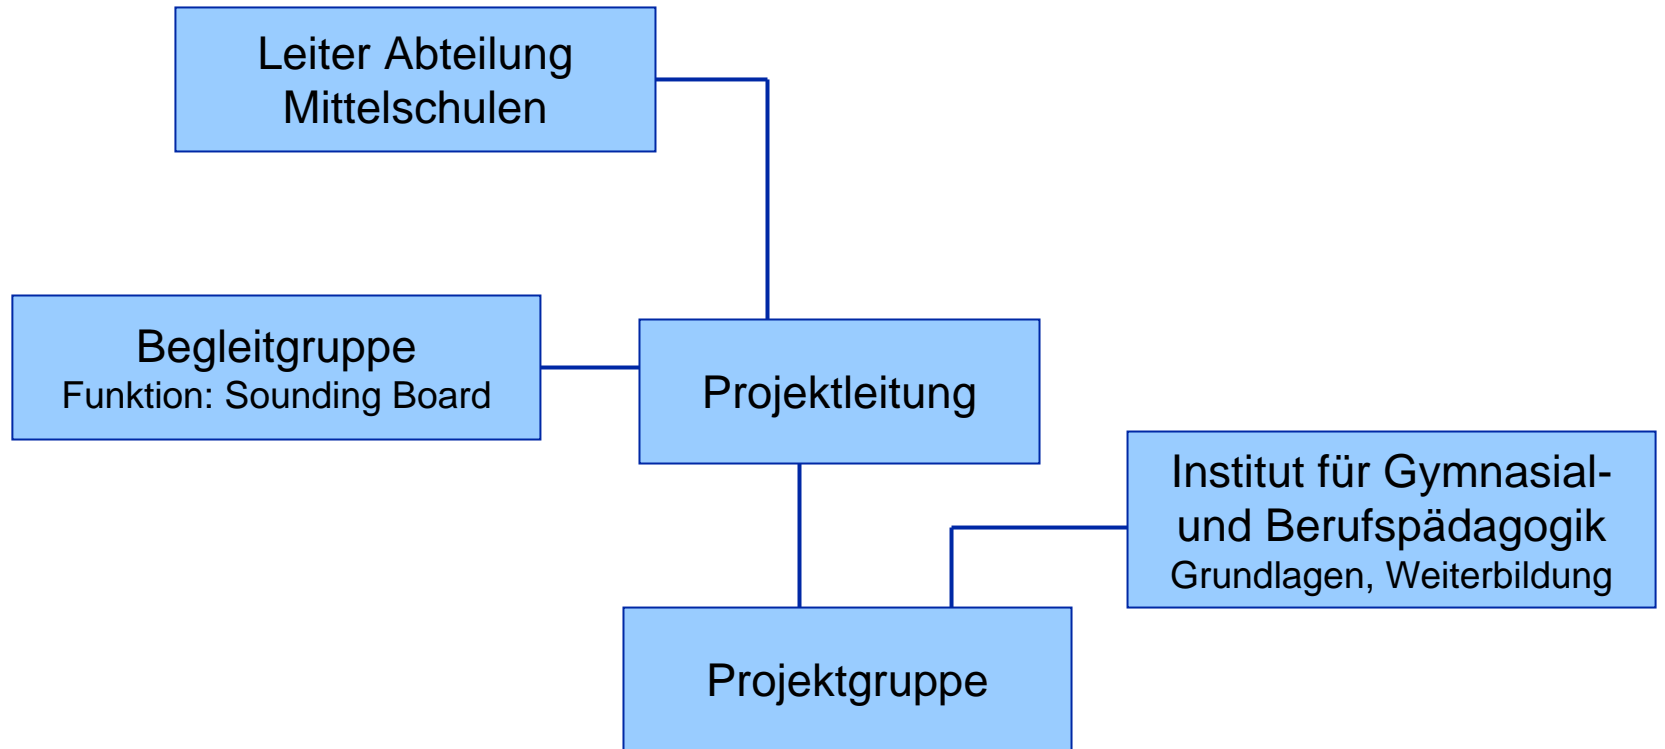 Leiter Abteilung
Mittelschulen
Begleitgruppe
Funktion: Sounding Board
Projektleitung
Institut für Gymnasial-
und Berufspädagogik
Grundlagen, Weiterbildung
Projektgruppe